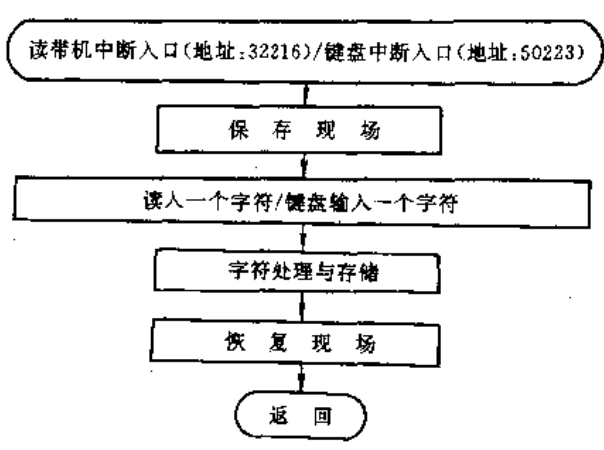 读带机中断入口(地址:32216)/键盘中断入口(地址:50223)
保存现场
读入一个字符/键盘输入一个字符
字符处理与存储
恢复现场
返回